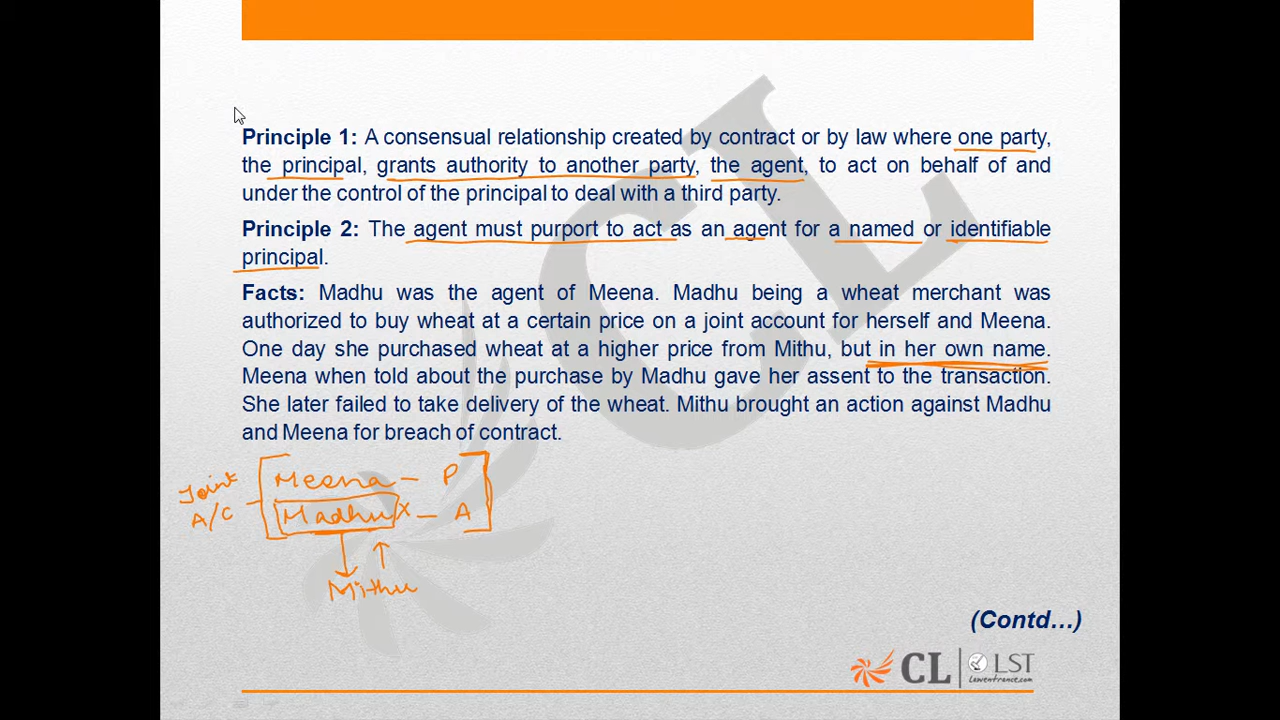 Principle 1: A consensual relationship created by contract or by law where one party,
the principal, grants authority to another party, the agent, to act on behalf of and
under the control of the principal to deal with a third party.
Principle 2: The agent must purport to act as an agent for a named or identifiable
principal.
Facts: Madhu was the agent of Meena. Madhu being a wheat merchant was
authorized to buy wheat at a certain price on a joint account for herself and Meena.
One day she purchased wheat at a higher price from Mithu, but in her own name.
Meena when told about the purchase by Madhu gave her assent to the transaction.
She later failed to take delivery of the wheat. Mithu brought an action against Madhu
and Meena for breach of contract.
Joint A/C
Meena – P
Madhu X – A
Mithu
(Contd…)
CL LST
Lawentrance.com
CL